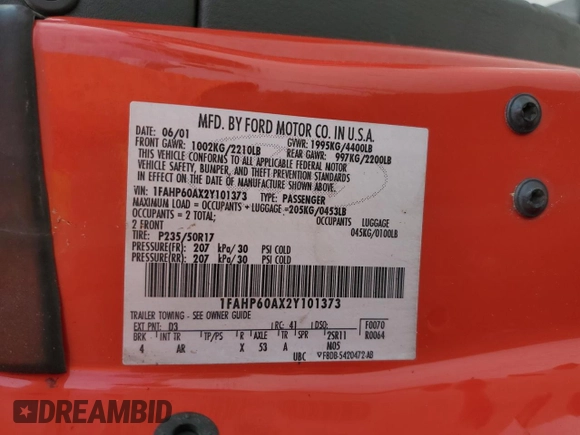 MFD. BY FORD MOTOR CO. IN U.S.A.
DATE: 06/01 GVWR: 1995KG/4400LB
FRONT GAWR: 1002KG/2210LB REAR GAWR: 997KG/2200LB
THIS VEHICLE CONFORMS TO ALL APPLICABLE FEDERAL MOTOR
VEHICLE SAFETY, BUMPER, AND THEFT PREVENTION STANDARDS
IN EFFECT ON THE DATE OF MANUFACTURE SHOWN ABOVE.
VIN: 1FAHP60AX2Y101373 TYPE: PASSENGER
MAXIMUM LOAD = OCCUPANTS + LUGGAGE =205KG/0453LB
OCCUPANTS = 2 TOTAL; OCCUPANTS LUGGAGE
2 FRONT; 045KG/0100LB
TIRE: P235/50R17
PRESSURE(FR): 207 kPa/ 30 PSI COLD
PRESSURE(RR): 207 kPa/ 30 PSI COLD
1FAHP60AX2Y101373
TRAILER TOWING - SEE OWNER GUIDE
EXT PNT: D3 RC: 41 DSO: F0070
BRK INT TR TP/PS R AXLE TR SPR 2SR11 R0064
4 AR X 53 A N05
UBC F8DB-5420472-AB
DREAMBID